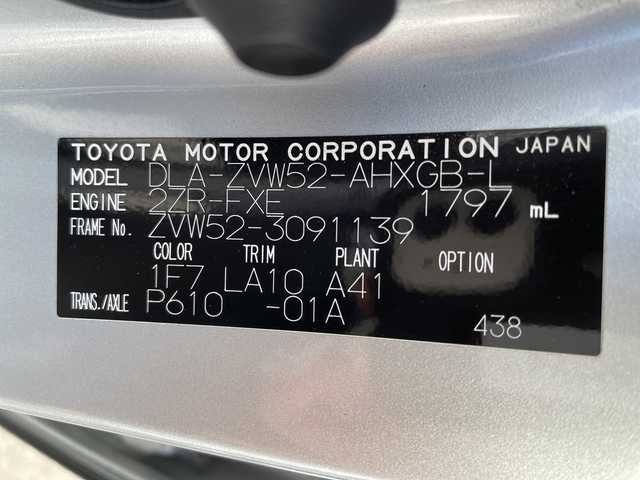 TOYOTA MOTOR CORPORATION JAPAN
MODEL DLA-ZVW52-AHXGB-L
ENGINE 2ZR-FXE 1797 mL
FRAME No. ZVW52-3091139
COLOR TRIM PLANT OPTION
1F7 LA10 A41
TRANS./AXLE P610 -01A
438